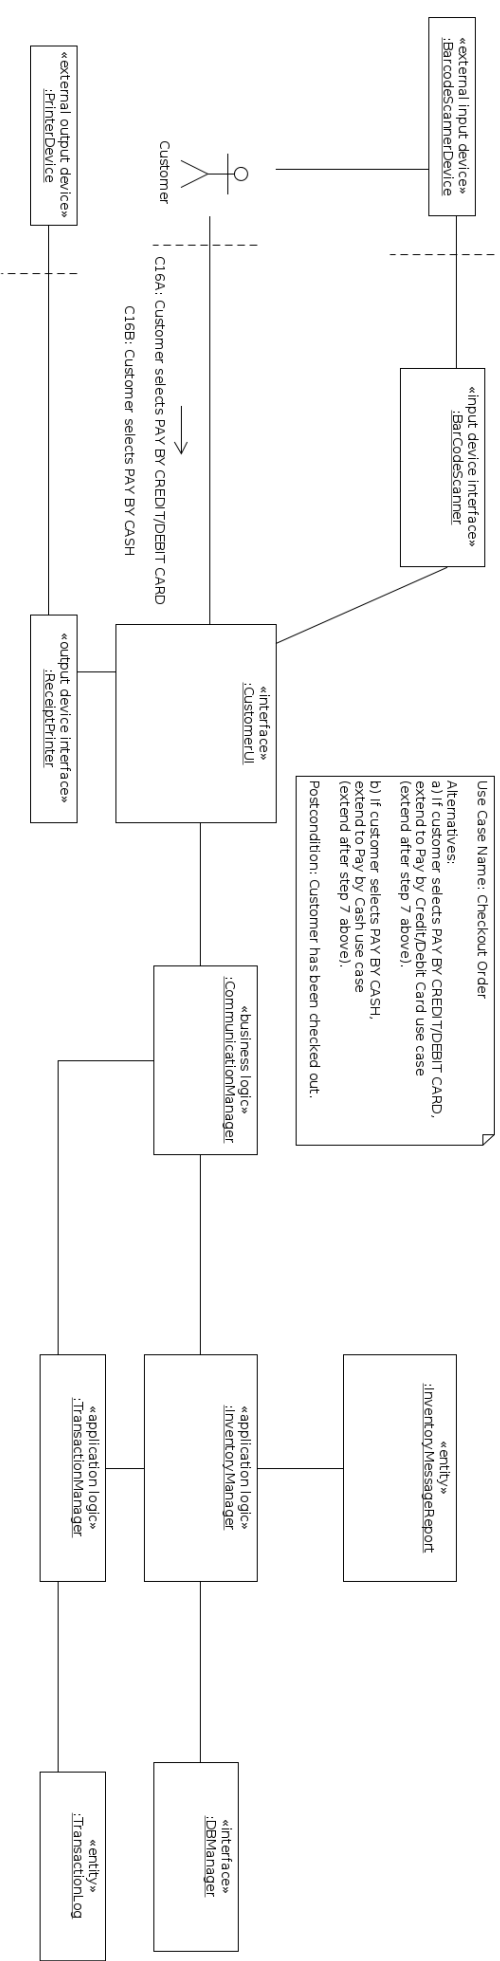 «external input device»
:BarcodeScannerDevice
«input device interface»
:BarCodeScanner
Use Case Name: Checkout Order
Alternatives:
a) If customer selects PAY BY CREDIT/DEBIT CARD,
extend to Pay by Credit/Debit Card use case
(extend after step 7 above).
b) If customer selects PAY BY CASH,
extend to Pay by Cash use case
(extend after step 7 above).
Postcondition: Customer has been checked out.
«entity»
:InventoryMessageReport
Customer
C16A: Customer selects PAY BY CREDIT/DEBIT CARD
C16B: Customer selects PAY BY CASH
«interface»
:CustomerUI
«business logic»
:CommunicationManager
«application logic»
:InventoryManager
«interface»
:DBManager
«external output device»
:PrinterDevice
«output device interface»
:ReceiptPrinter
«application logic»
:TransactionManager
«entity»
:TransactionLog